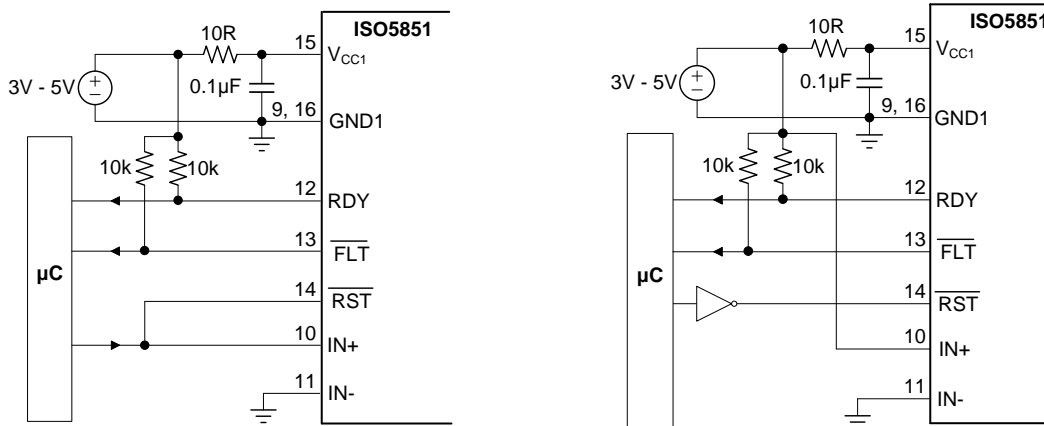 ISO5851
10R
15
V_CC1
3V - 5V
0.1µF
9, 16
GND1
10k
10k
12
RDY
13
FLT
µC
14
RST
10
IN+
11
IN-
ISO5851
10R
15
V_CC1
3V - 5V
0.1µF
9, 16
GND1
10k
10k
12
RDY
13
FLT
µC
14
RST
10
IN+
11
IN-